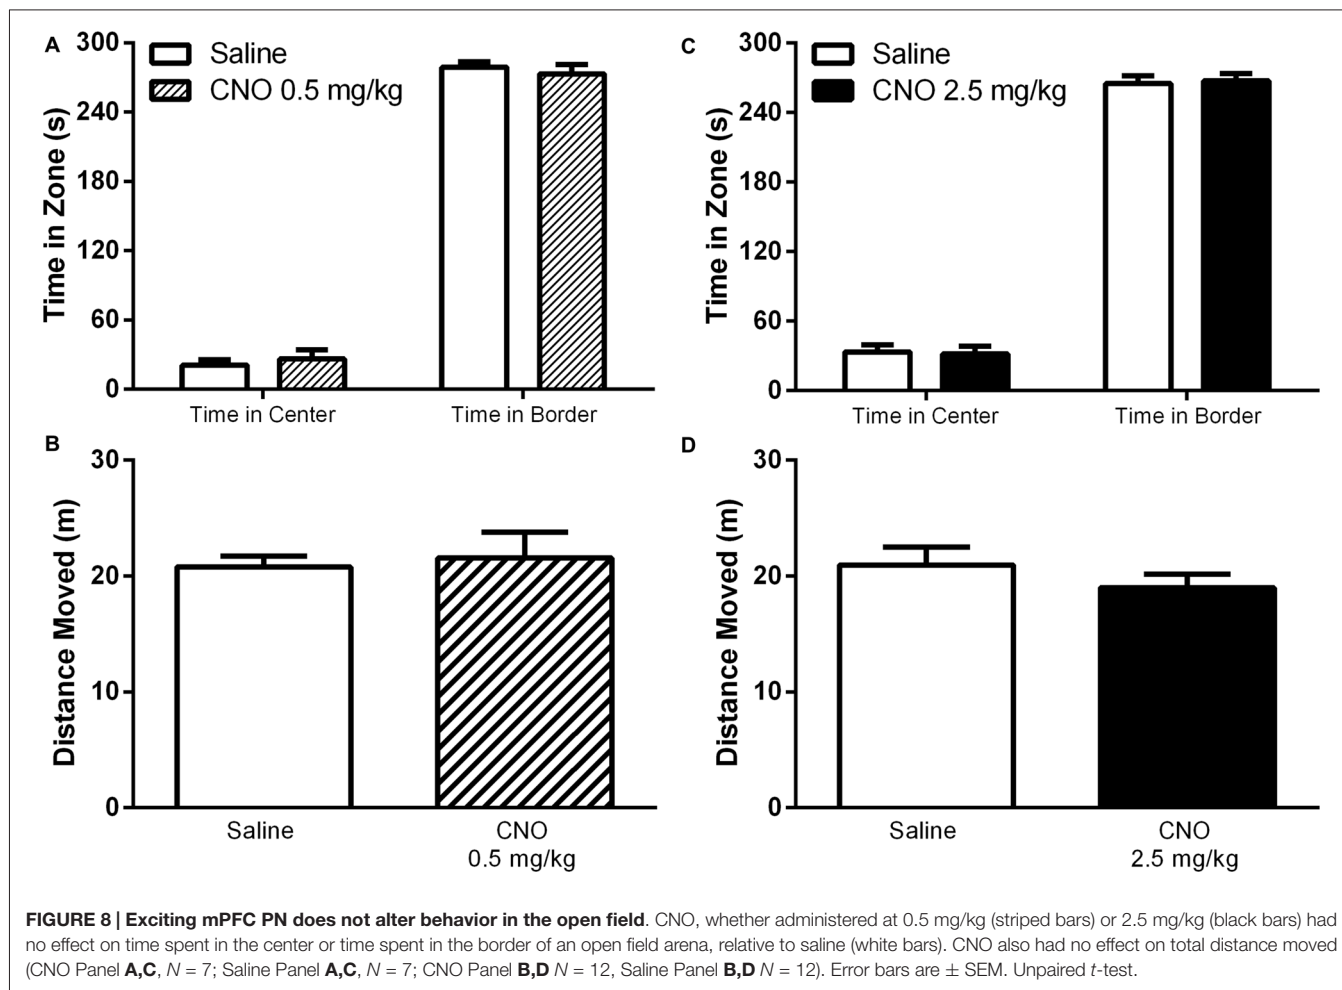 A
300
240
180
120
60
0
Time in Zone (s)
Saline
CNO 0.5 mg/kg
Time in Center
Time in Border
C
300
240
180
120
60
0
Time in Zone (s)
Saline
CNO 2.5 mg/kg
Time in Center
Time in Border
B
30
20
10
0
Distance Moved (m)
Saline
CNO
0.5 mg/kg
D
30
20
10
0
Distance Moved (m)
Saline
CNO
2.5 mg/kg
FIGURE 8 | Exciting mPFC PN does not alter behavior in the open field. CNO, whether administered at 0.5 mg/kg (striped bars) or 2.5 mg/kg (black bars) had
no effect on time spent in the center or time spent in the border of an open field arena, relative to saline (white bars). CNO also had no effect on total distance moved
(CNO Panel A,C, N = 7; Saline Panel A,C, N = 7; CNO Panel B,D N = 12, Saline Panel B,D N = 12). Error bars are ± SEM. Unpaired t-test.